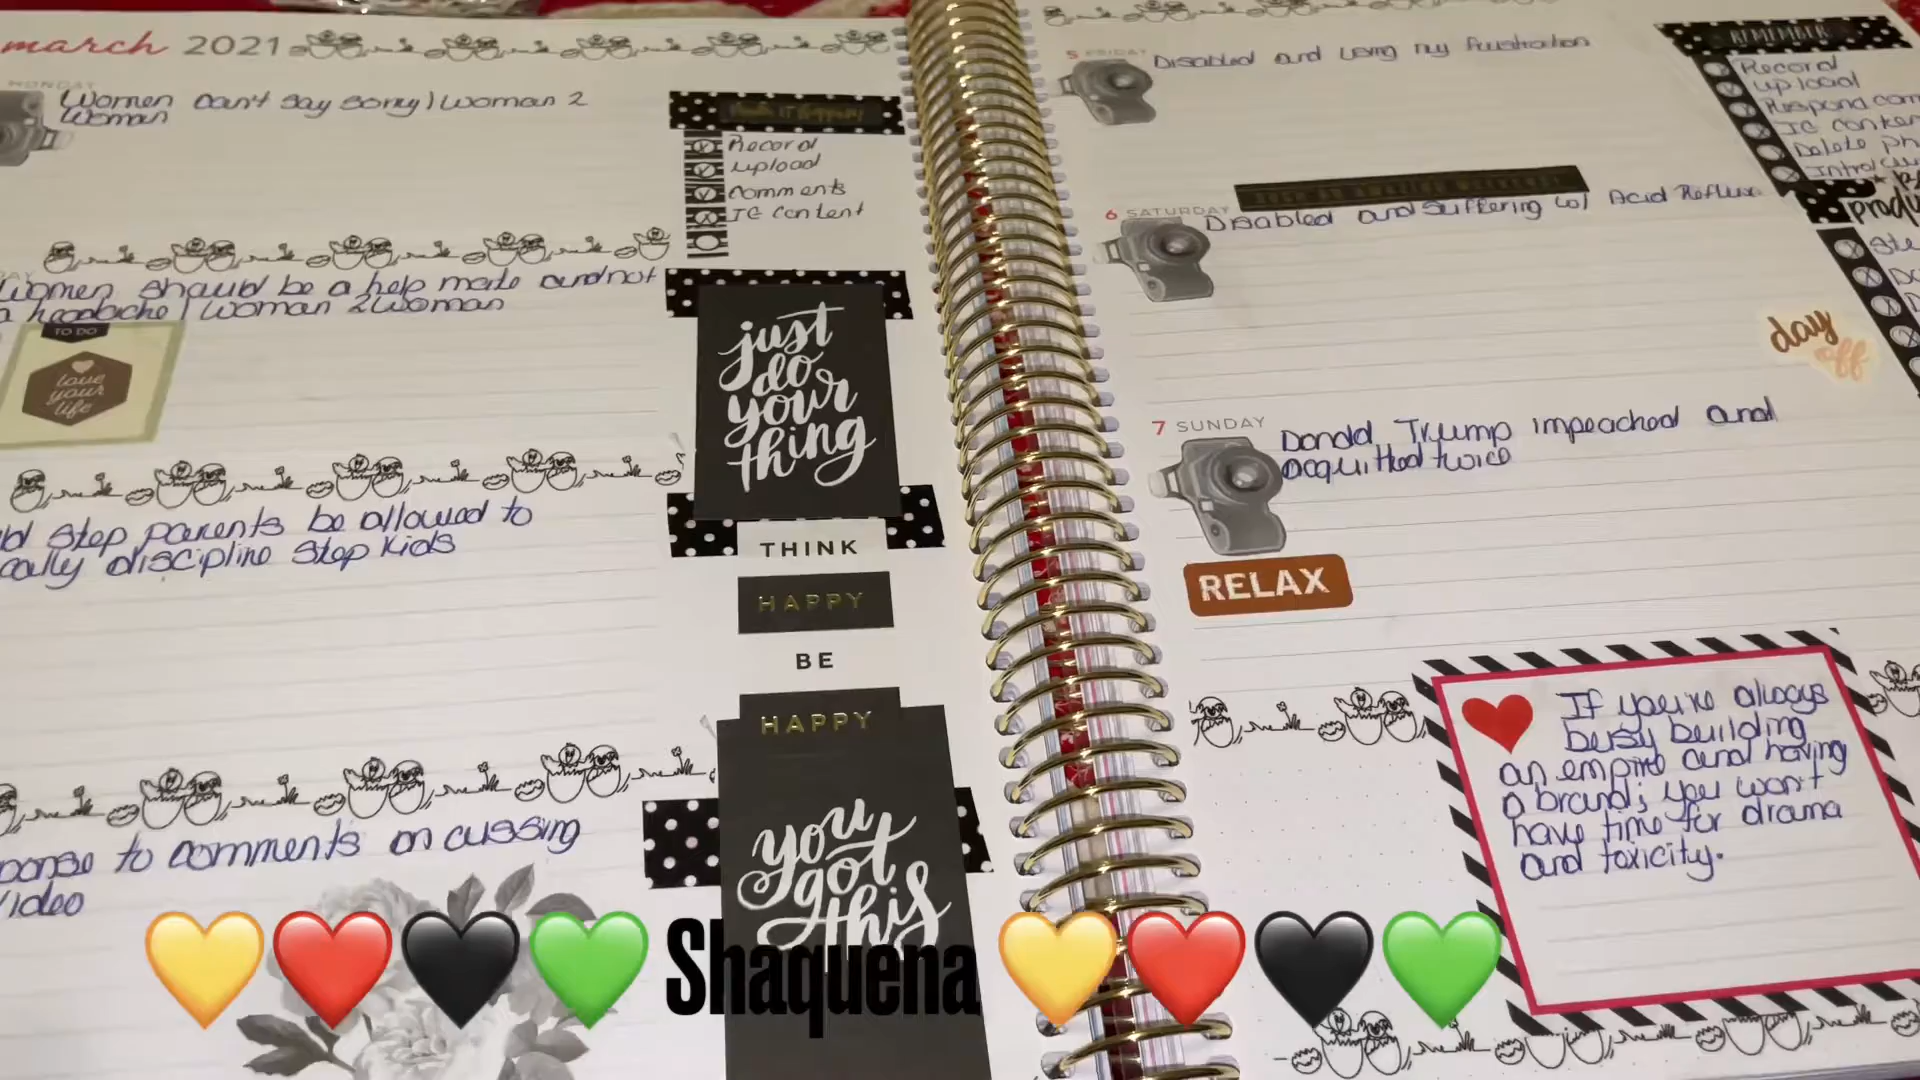 march 2021
MONDAY
Women can't say sorry | Woman 2
Woman
Record
upload
comments
IG content
Women should be a help mate and not
a headache | Woman 2 Woman
TO DO
love
your
life
just
do
your
thing
step parents be allowed to
discipline step kids
THINK
HAPPY
BE
HAPPY
to comments on cussing
video
you
got
this
5 FRIDAY
Disabled and using my frustration
6 SATURDAY
Disabled and suffering w/ Acid Reflux
day
off
7 SUNDAY
Donald Trump impeached and
acquitted twice
RELAX
REMEMBER
Record
upload
Respond com
IG conten
Delete ph
produ
If you're always
busy building
an empire and having
a brand; you won't
have time for drama
and toxicity.
💛❤️🖤💚 Shaquena 💛❤️🖤💚